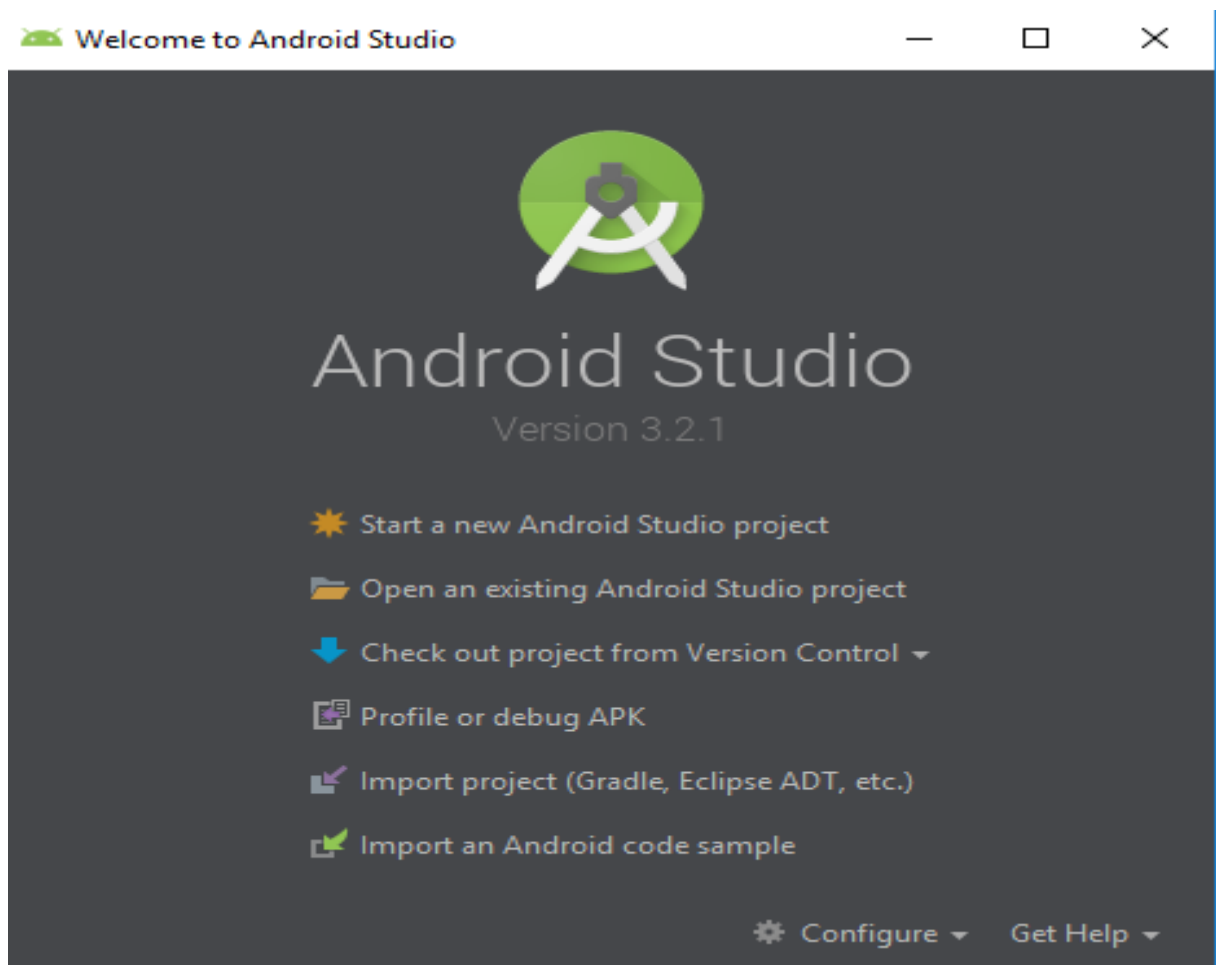 Welcome to Android Studio
Android Studio
Version 3.2.1
Start a new Android Studio project
Open an existing Android Studio project
Check out project from Version Control
Profile or debug APK
Import project (Gradle, Eclipse ADT, etc.)
Import an Android code sample
Configure Get Help